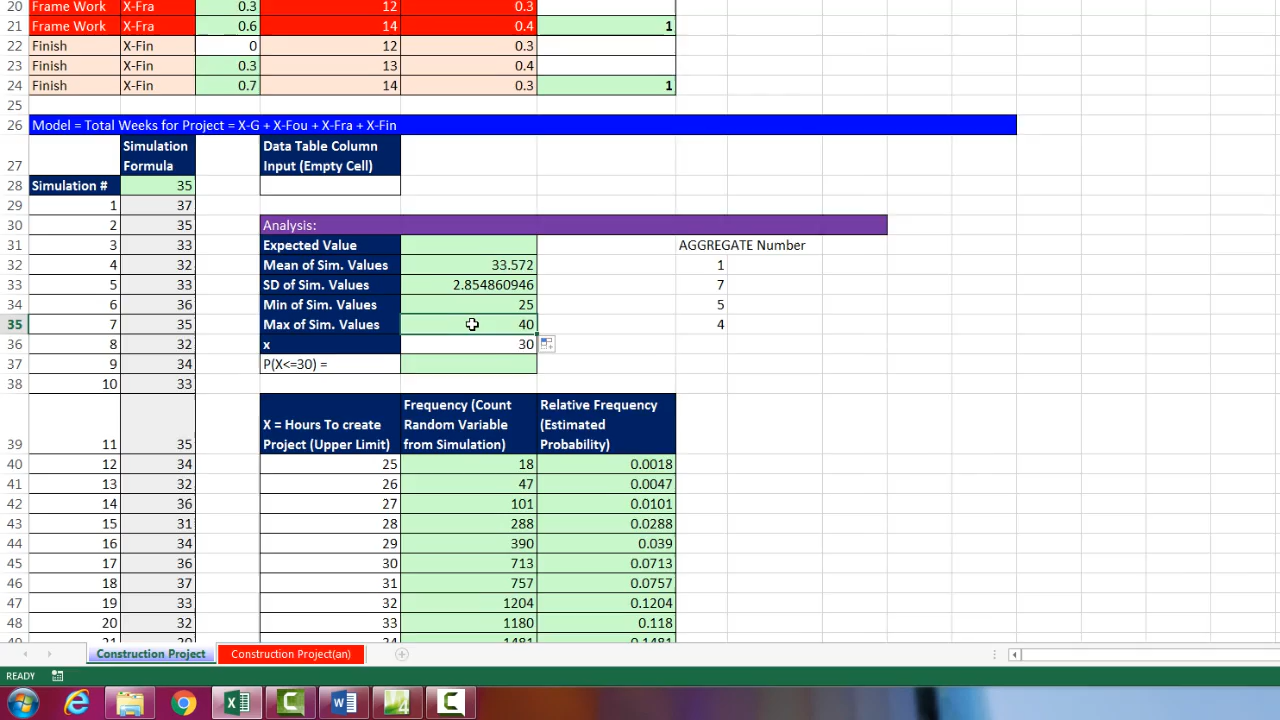 20 Frame Work X-Fra 0.3 12 0.3
21 Frame Work X-Fra 0.6 14 0.4 1
22 Finish X-Fin 0 12 0.3
23 Finish X-Fin 0.3 13 0.4
24 Finish X-Fin 0.7 14 0.3 1
25
26 Model = Total Weeks for Project = X-G + X-Fou + X-Fra + X-Fin
27 Simulation Formula Data Table Column Input (Empty Cell)
28 Simulation # 35
29 1 37
30 2 35 Analysis:
31 3 33 Expected Value AGGREGATE Number
32 4 32 Mean of Sim. Values 33.572 1
33 5 33 SD of Sim. Values 2.854860946 7
34 6 36 Min of Sim. Values 25 5
35 7 35 Max of Sim. Values 40 4
36 8 32 x 30
37 9 34 P(X<=30) =
38 10 33
39 11 35 X = Hours To create Project (Upper Limit) Frequency (Count Random Variable from Simulation) Relative Frequency (Estimated Probability)
40 12 34 25 18 0.0018
41 13 32 26 47 0.0047
42 14 36 27 101 0.0101
43 15 31 28 288 0.0288
44 16 34 29 390 0.039
45 17 36 30 713 0.0713
46 18 37 31 757 0.0757
47 19 33 32 1204 0.1204
48 20 32 33 1180 0.118
Construction Project Construction Project(an)
READY